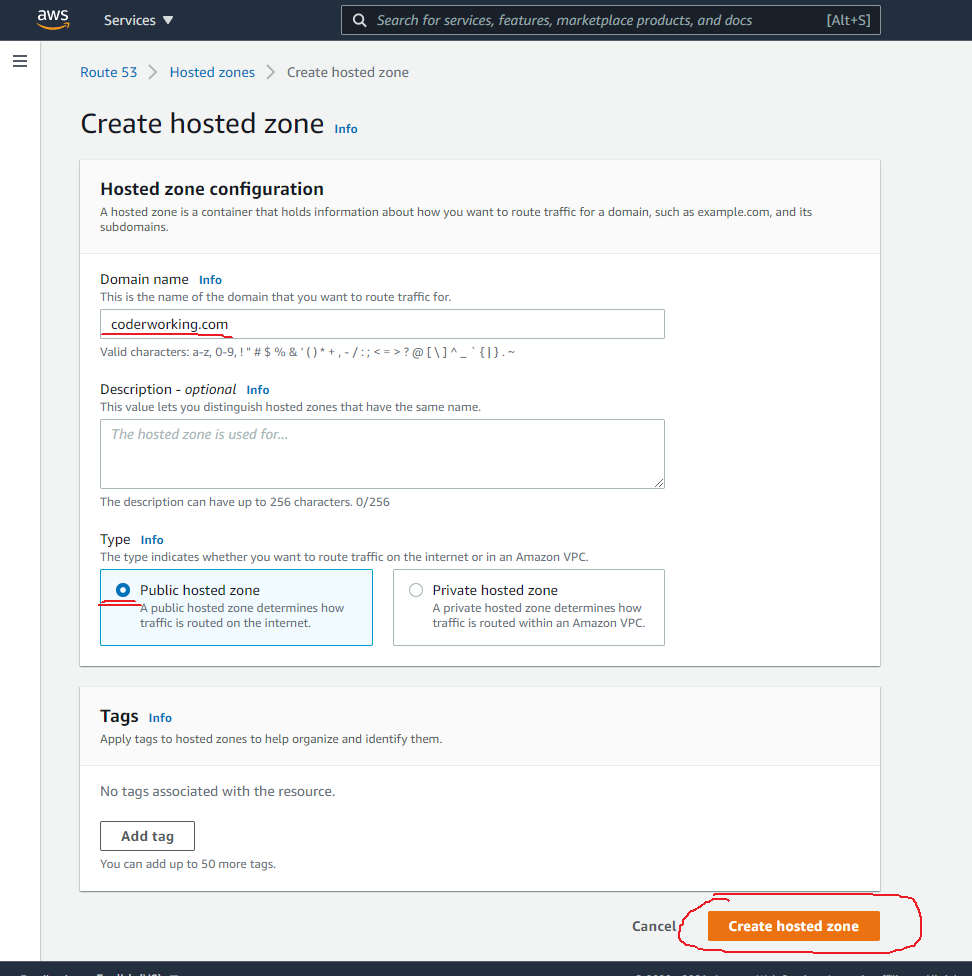 aws Services ▼ Search for services, features, marketplace products, and docs [Alt+S]
Route 53 > Hosted zones > Create hosted zone
Create hosted zone Info
Hosted zone configuration
A hosted zone is a container that holds information about how you want to route traffic for a domain, such as example.com, and its
subdomains.
Domain name Info
This is the name of the domain that you want to route traffic for.
coderworking.com
Valid characters: a-z, 0-9, ! " # $ % & ' ( ) * + , - / : ; < = > ? @ [ \ ] ^ _ ` { | } . ~
Description - optional Info
This value lets you distinguish hosted zones that have the same name.
The hosted zone is used for...
The description can have up to 256 characters. 0/256
Type Info
The type indicates whether you want to route traffic on the internet or in an Amazon VPC.
Public hosted zone
A public hosted zone determines how
traffic is routed on the internet.
Private hosted zone
A private hosted zone determines how
traffic is routed within an Amazon VPC.
Tags Info
Apply tags to hosted zones to help organize and identify them.
No tags associated with the resource.
Add tag
You can add up to 50 more tags.
Cancel Create hosted zone